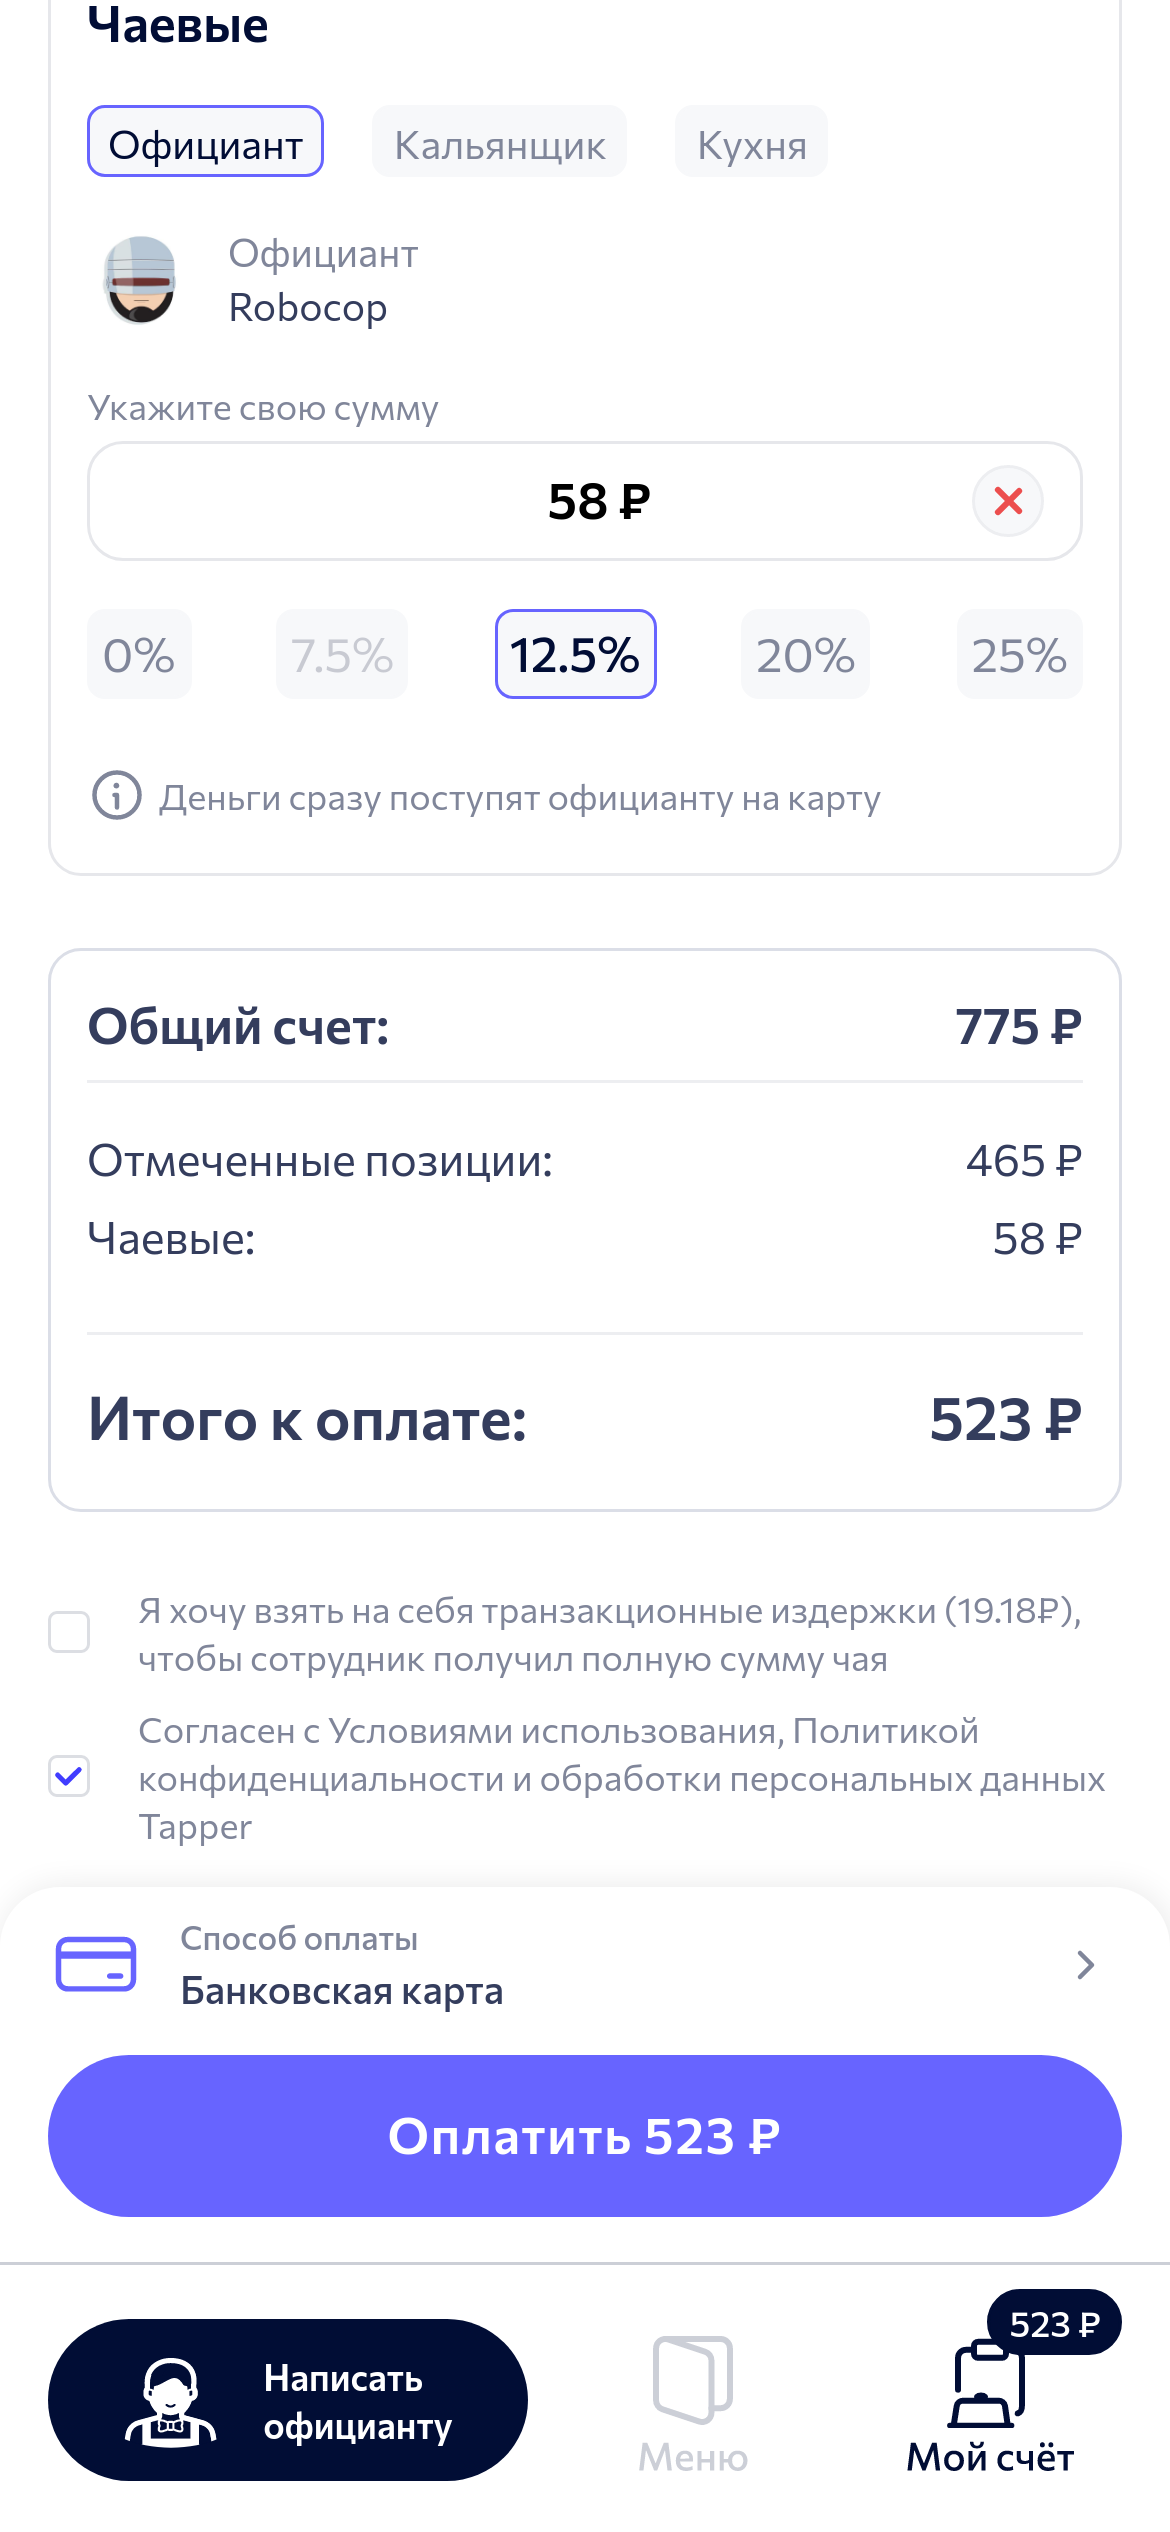 Чаевые
Официант
Кальянщик
Кухня
Официант
Robocop
Укажите свою сумму
58 ₽
0%
7.5%
12.5%
20%
25%
Деньги сразу поступят официанту на карту
Общий счет: 775 ₽
Отмеченные позиции: 465 ₽
Чаевые: 58 ₽
Итого к оплате: 523 ₽
Я хочу взять на себя транзакционные издержки (19.18₽),
чтобы сотрудник получил полную сумму чая
Согласен с Условиями использования, Политикой
конфиденциальности и обработки персональных данных
Tapper
Способ оплаты
Банковская карта
Оплатить 523 ₽
523 ₽
Написать
официанту
Меню
Мой счёт